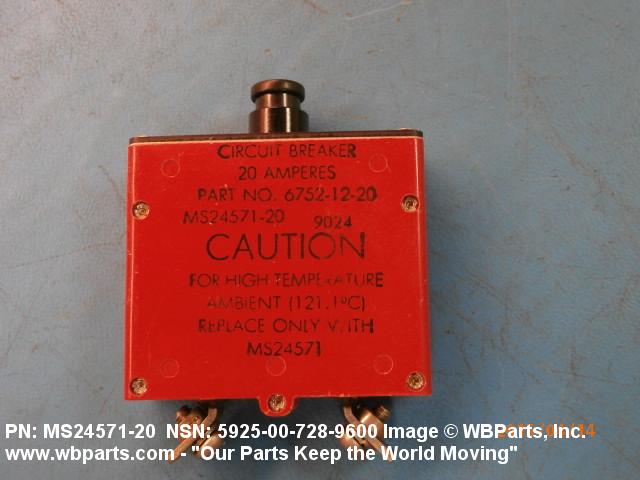 CIRCUIT BREAKER
20 AMPERES
PART NO. 6752-12-20
MS24571-20 9024
CAUTION
FOR HIGH TEMPERATURE
AMBIENT (121.1ºC)
REPLACE ONLY WITH
MS24571
PN: MS24571-20 NSN: 5925-00-728-9600 Image © WBParts, Inc.
www.wbparts.com - "Our Parts Keep the World Moving"